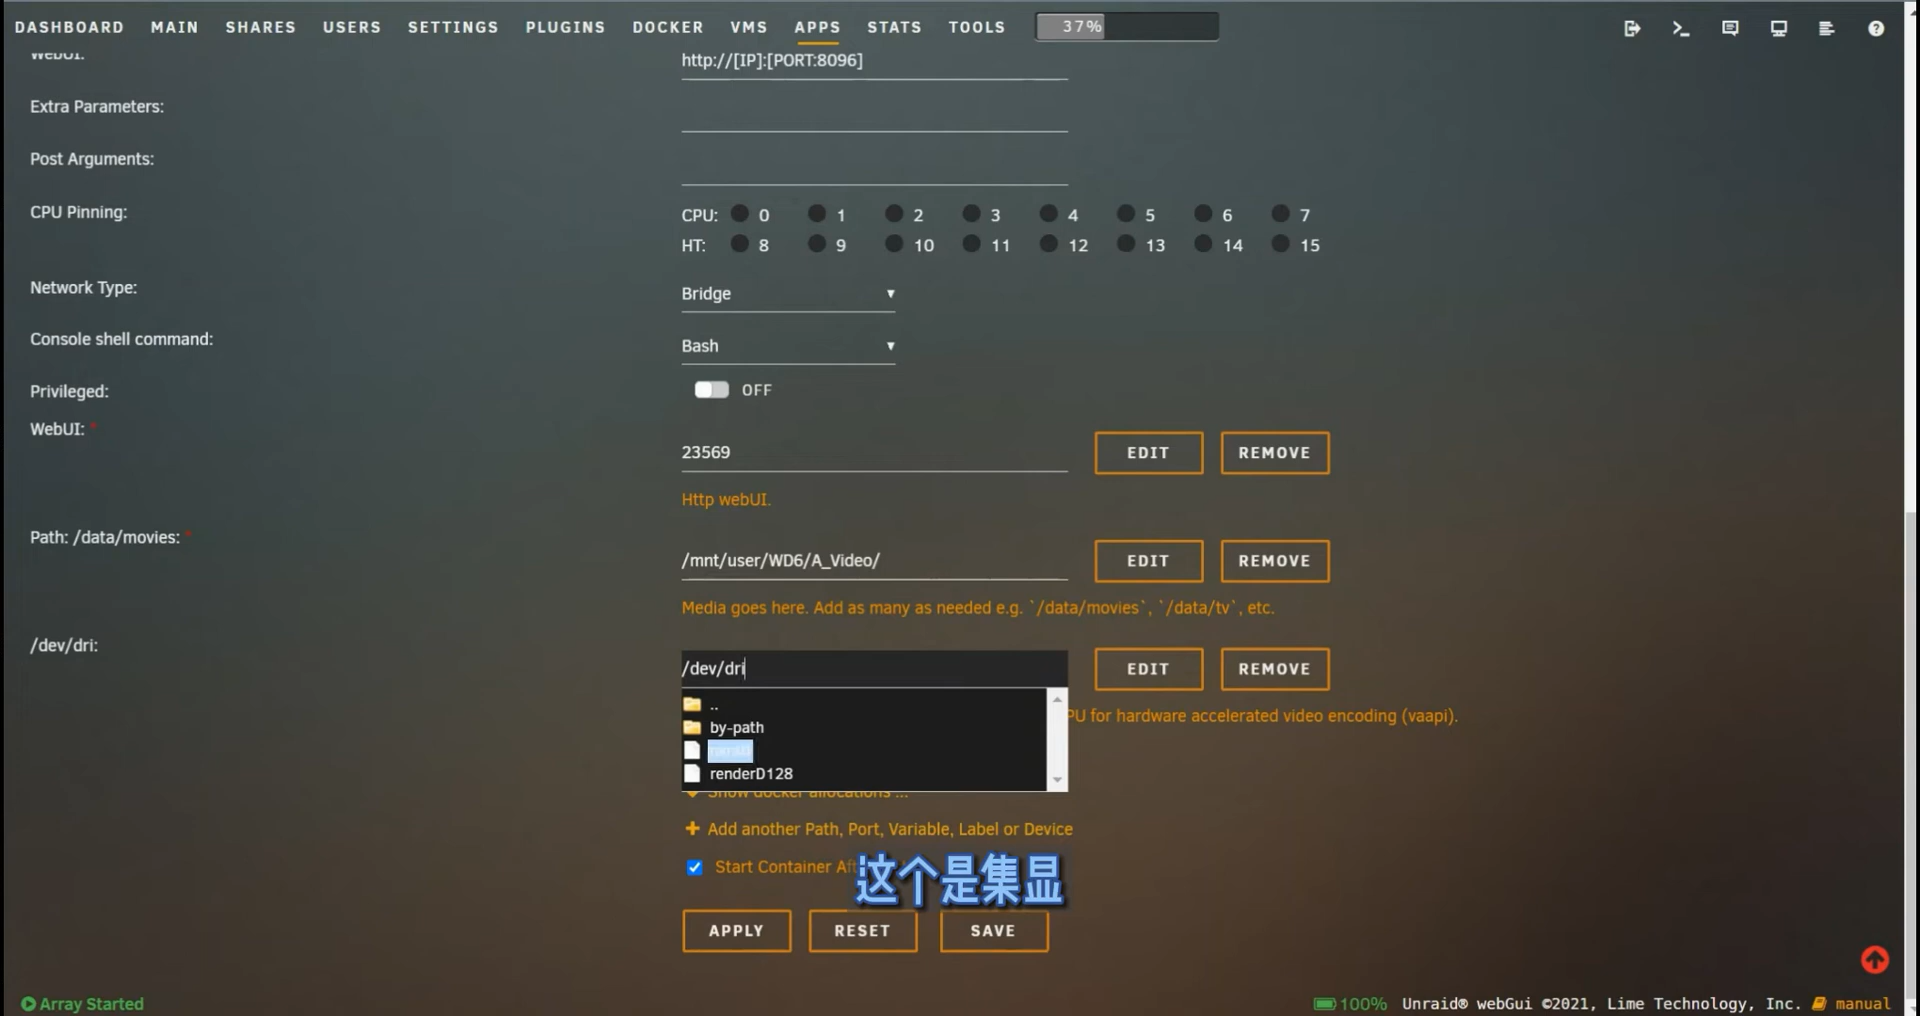 DASHBOARD MAIN SHARES USERS SETTINGS PLUGINS DOCKER VMS APPS STATS TOOLS 37%
WebUI: http://[IP]:[PORT:8096]
Extra Parameters:
Post Arguments:
CPU Pinning: CPU: 0 1 2 3 4 5 6 7
HT: 8 9 10 11 12 13 14 15
Network Type: Bridge
Console shell command: Bash
Privileged: OFF
WebUI: *
23569 EDIT REMOVE
Http webUI.
Path: /data/movies: *
/mnt/user/WD6/A_Video/ EDIT REMOVE
Media goes here. Add as many as needed e.g. `/data/movies`, `/data/tv`, etc.
/dev/dri:
/dev/dri EDIT REMOVE
..
PU for hardware accelerated video encoding (vaapi).
by-path
renderD128
Show docker allocations ...
Add another Path, Port, Variable, Label or Device
Start Container
这个是集显
APPLY RESET SAVE
Array Started 100% Unraid® webGui ©2021, Lime Technology, Inc. manual